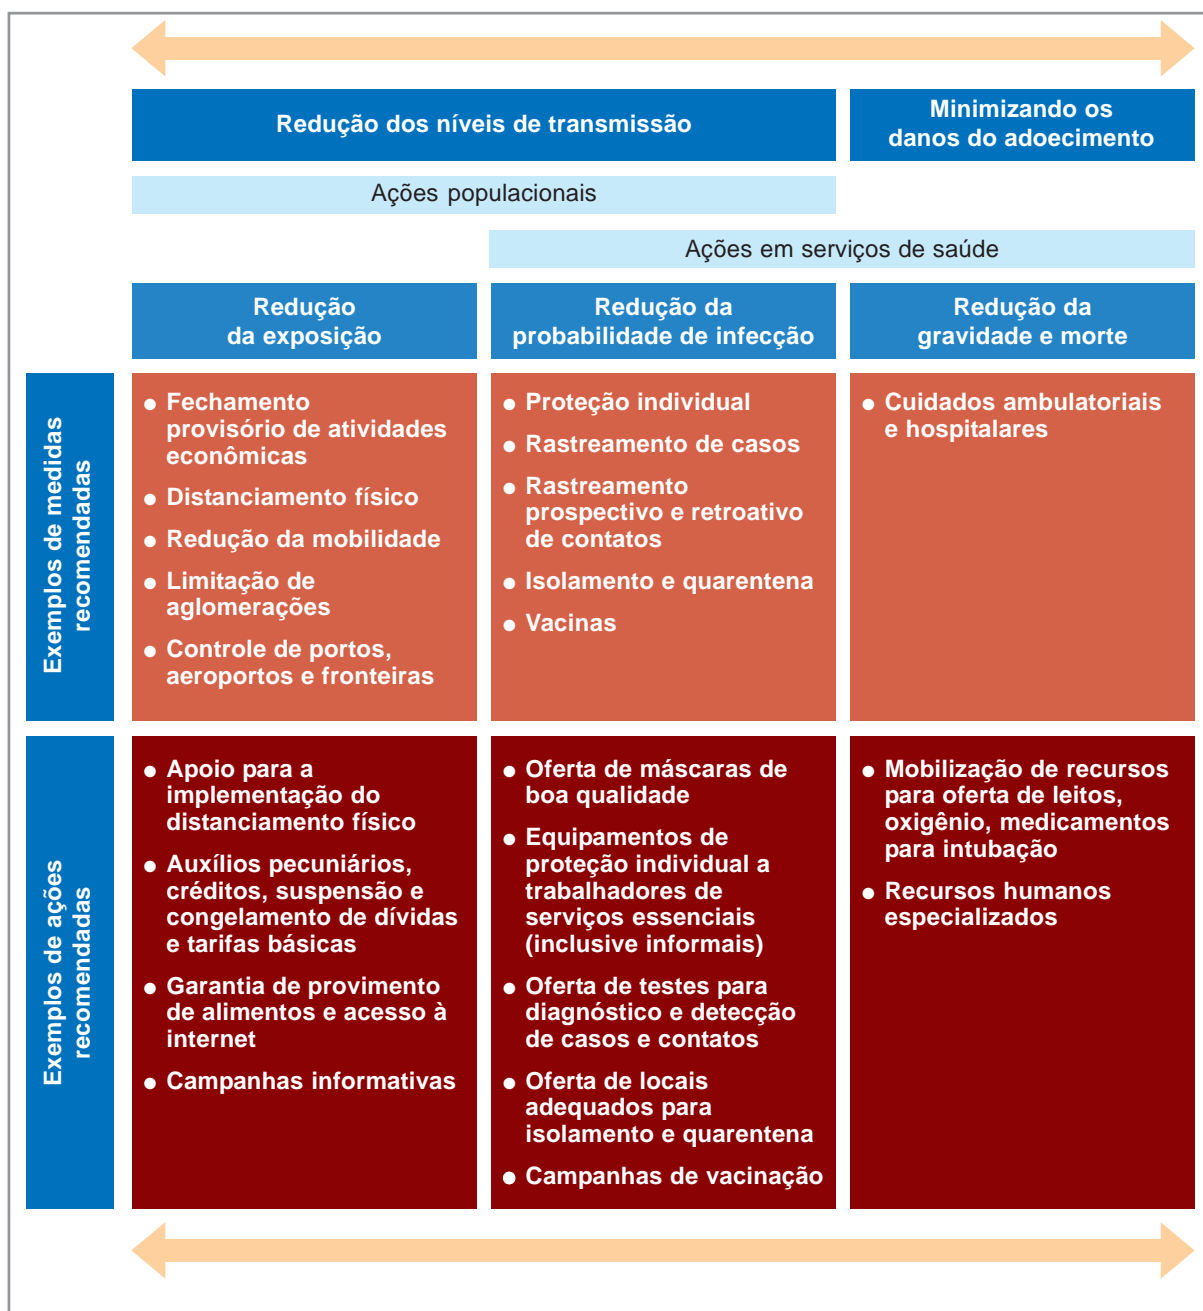 Redução dos níveis de transmissão
Minimizando os
danos do adoecimento
Ações populacionais
Ações em serviços de saúde
Redução
da exposição
Redução da
probabilidade de infecção
Redução da
gravidade e morte
Exemplos de medidas
recomendadas
● Fechamento
provisório de atividades
econômicas
● Distanciamento físico
● Redução da mobilidade
● Limitação de
aglomerações
● Controle de portos,
aeroportos e fronteiras
● Proteção individual
● Rastreamento de casos
● Rastreamento
prospectivo e retroativo
de contatos
● Isolamento e quarentena
● Vacinas
● Cuidados ambulatoriais
e hospitalares
Exemplos de ações
recomendadas
● Apoio para a
implementação do
distanciamento físico
● Auxílios pecuniários,
créditos, suspensão e
congelamento de dívidas
e tarifas básicas
● Garantia de provimento
de alimentos e acesso à
internet
● Campanhas informativas
● Oferta de máscaras de
boa qualidade
● Equipamentos de
proteção individual a
trabalhadores de
serviços essenciais
(inclusive informais)
● Oferta de testes para
diagnóstico e detecção
de casos e contatos
● Oferta de locais
adequados para
isolamento e quarentena
● Campanhas de vacinação
● Mobilização de recursos
para oferta de leitos,
oxigênio, medicamentos
para intubação
● Recursos humanos
especializados